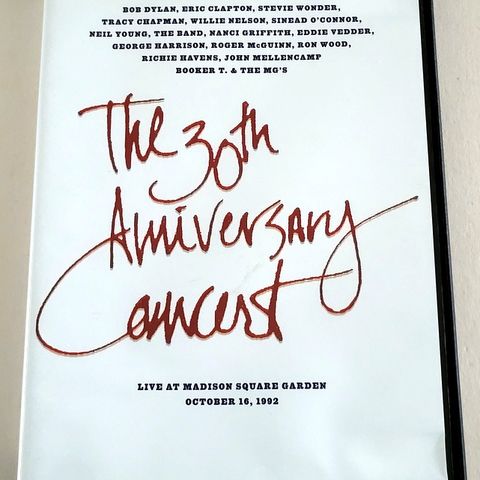 BOB DYLAN, ERIC CLAPTON, STEVIE WONDER,
TRACY CHAPMAN, WILLIE NELSON, SINEAD O'CONNOR,
NEIL YOUNG, THE BAND, NANCI GRIFFITH, EDDIE VEDDER,
GEORGE HARRISON, ROGER McGUINN, RON WOOD,
RICHIE HAVENS, JOHN MELLENCAMP
BOOKER T. & THE MG'S
The 30th
Anniversary
Concert
LIVE AT MADISON SQUARE GARDEN
OCTOBER 16, 1992